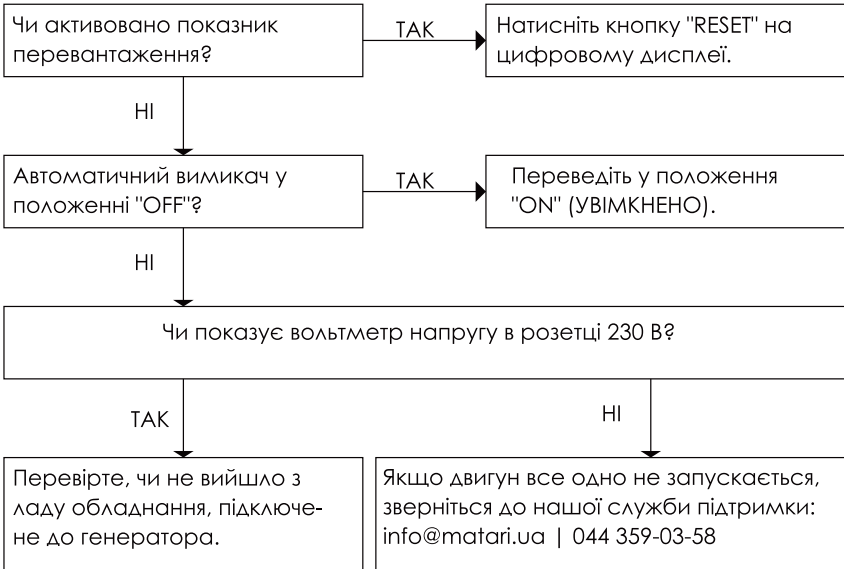 Чи активовано показник
перевантаження?
ТАК
Натисніть кнопку "RESET" на
цифровому дисплеї.
НІ
Автоматичний вимикач у
положенні "OFF"?
ТАК
Переведіть у положення
"ON" (УВІМКНЕНО).
НІ
Чи показує вольтметр напругу в розетці 230 В?
ТАК
НІ
Перевірте, чи не вийшло з
ладу обладнання, підключе-
не до генератора.
Якщо двигун все одно не запускається,
зверніться до нашої служби підтримки:
info@matari.ua | 044 359-03-58